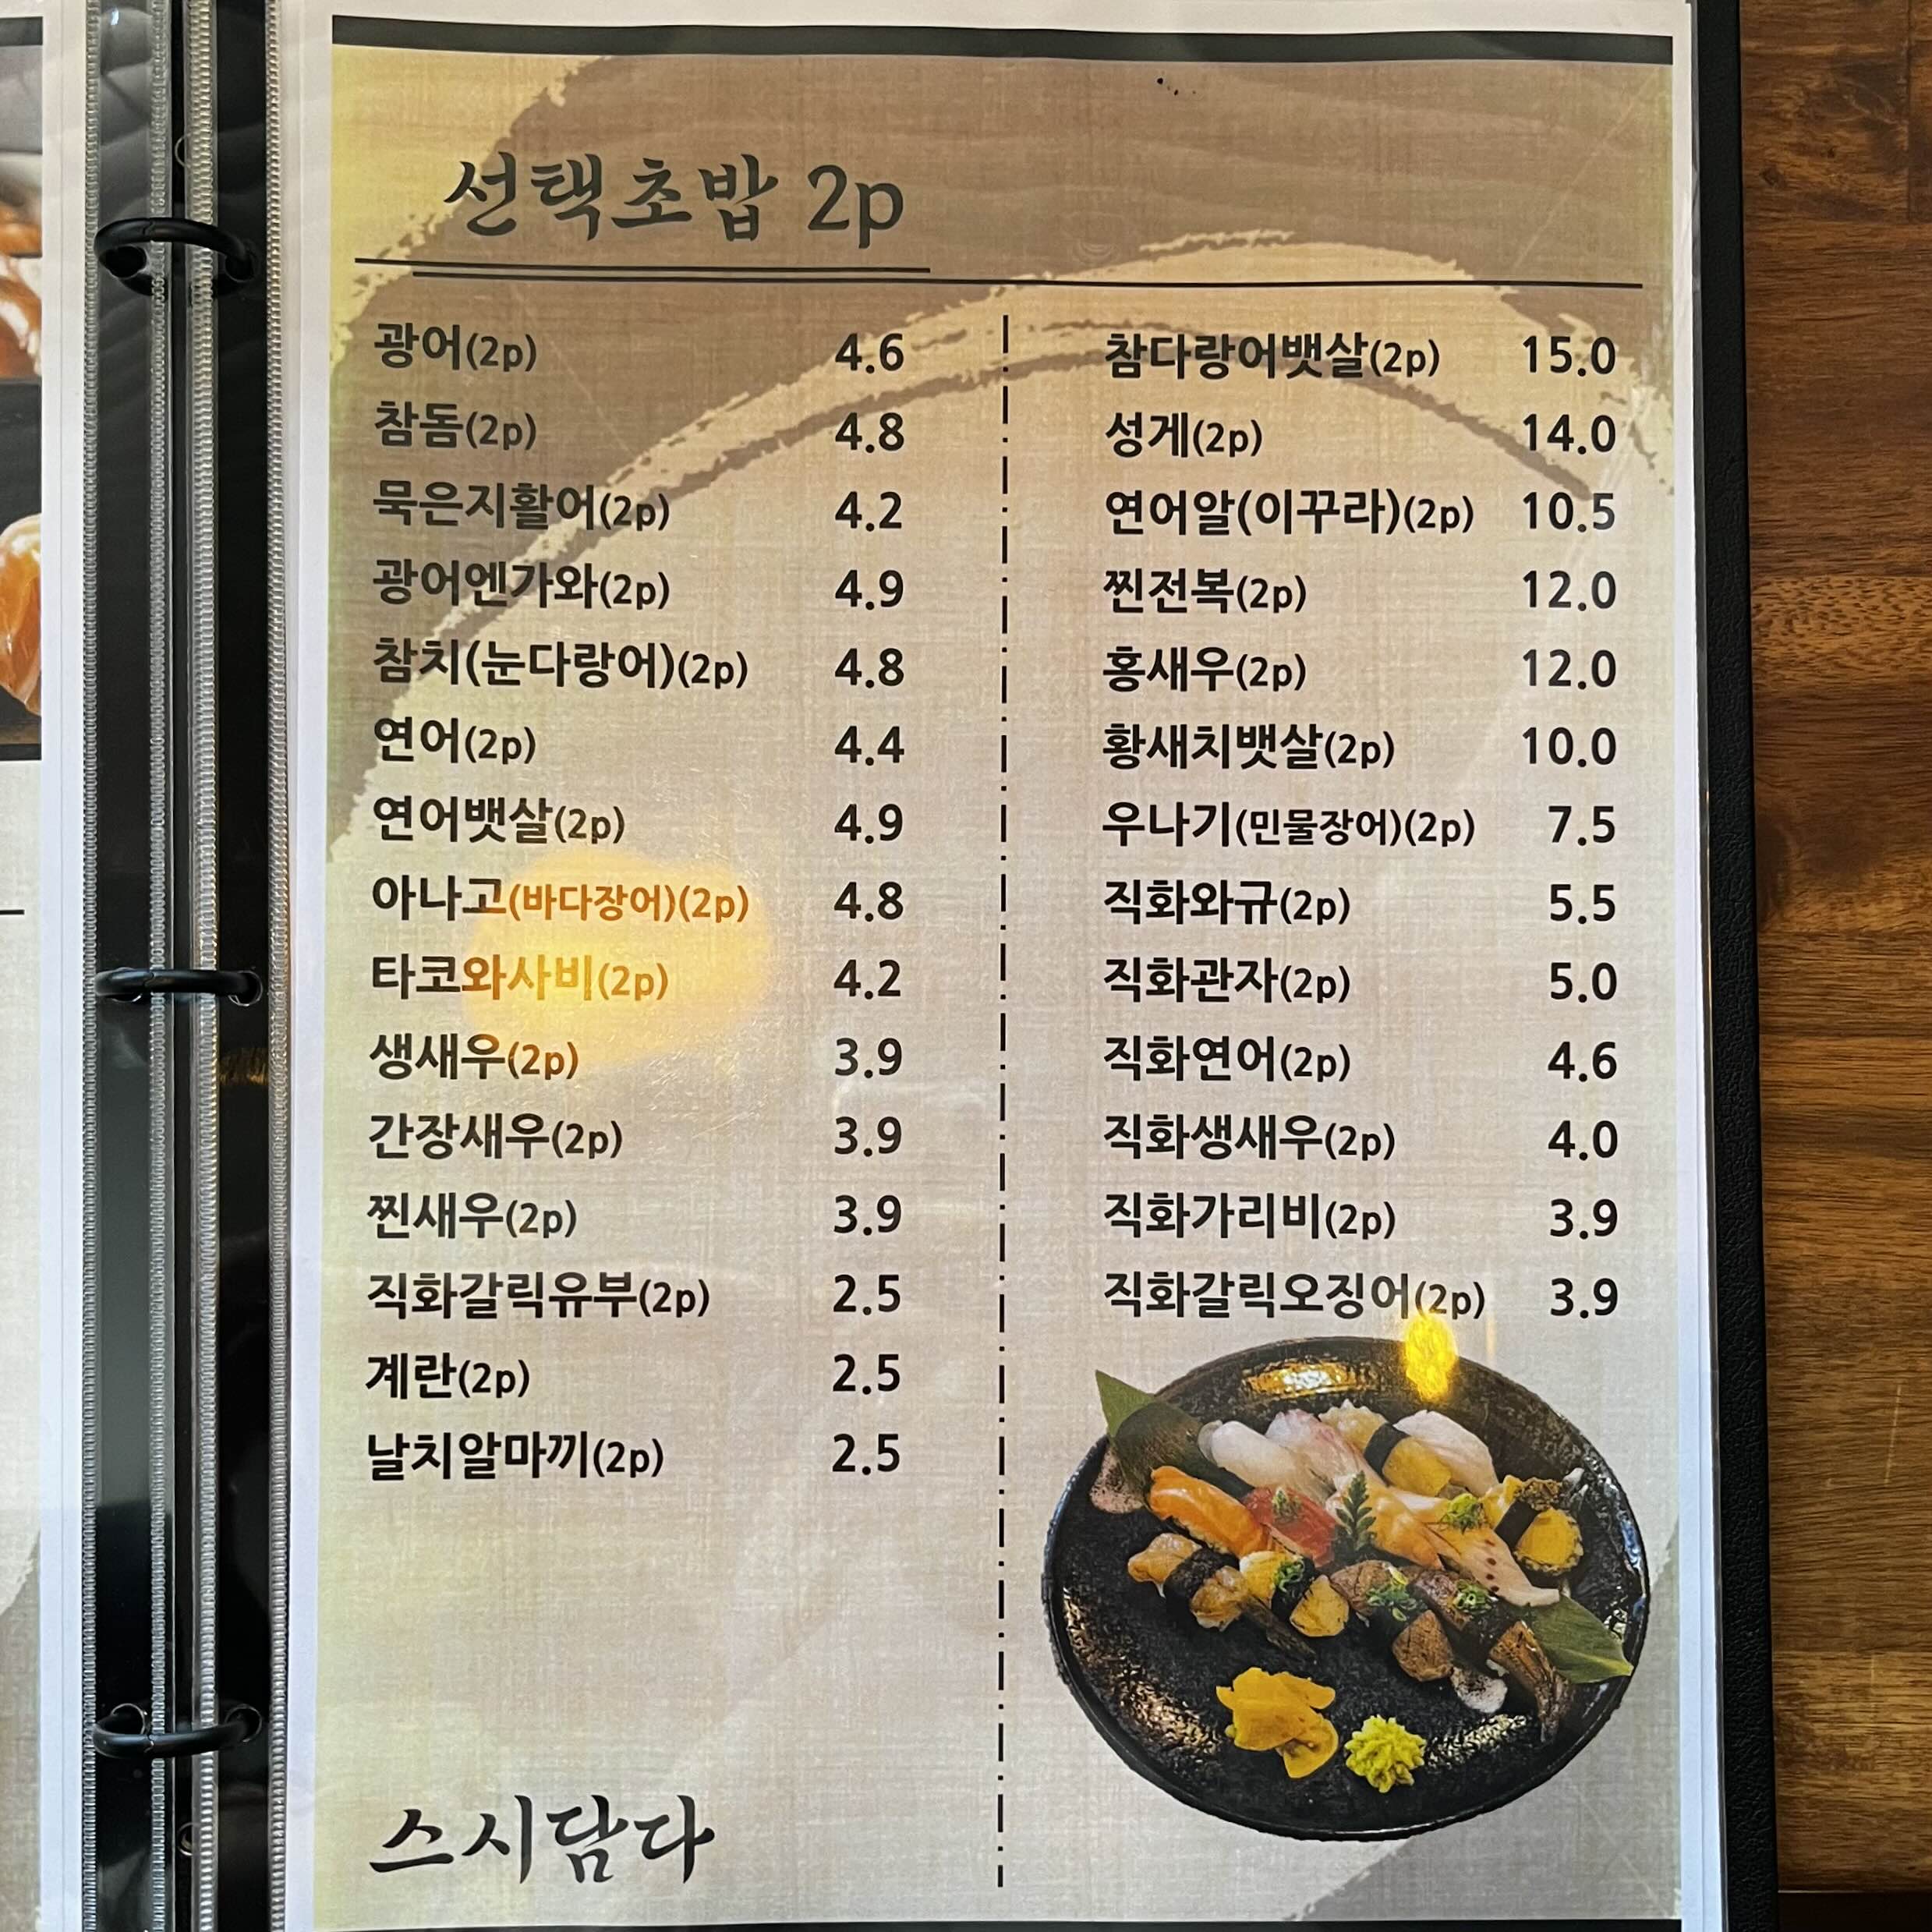 선택초밥 2p
광어(2p) 4.6
참돔(2p) 4.8
묵은지활어(2p) 4.2
광어엔가와(2p) 4.9
참치(눈다랑어)(2p) 4.8
연어(2p) 4.4
연어뱃살(2p) 4.9
아나고(바다장어)(2p) 4.8
타코와사비(2p) 4.2
생새우(2p) 3.9
간장새우(2p) 3.9
찐새우(2p) 3.9
직화갈릭유부(2p) 2.5
계란(2p) 2.5
날치알마끼(2p) 2.5
참다랑어뱃살(2p) 15.0
성게(2p) 14.0
연어알(이꾸라)(2p) 10.5
찐전복(2p) 12.0
홍새우(2p) 12.0
황새치뱃살(2p) 10.0
우나기(민물장어)(2p) 7.5
직화와규(2p) 5.5
직화관자(2p) 5.0
직화연어(2p) 4.6
직화생새우(2p) 4.0
직화가리비(2p) 3.9
직화갈릭오징어(2p) 3.9
스시담다